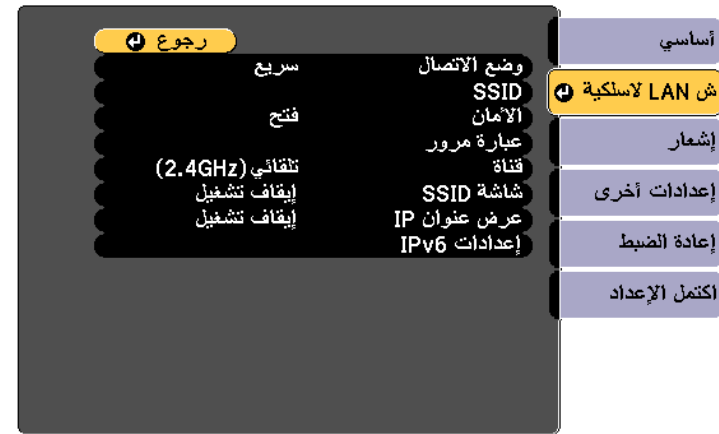 أساسي
ش LAN لاسلكية
إشعار
إعدادات أخرى
إعادة الضبط
اكتمل الإعداد
رجوع
وضع الاتصال سريع
SSID
الأمان فتح
عبارة مرور
قناة تلقائي (2.4GHz)
شاشة SSID إيقاف تشغيل
عرض عنوان IP إيقاف تشغيل
إعدادات IPv6